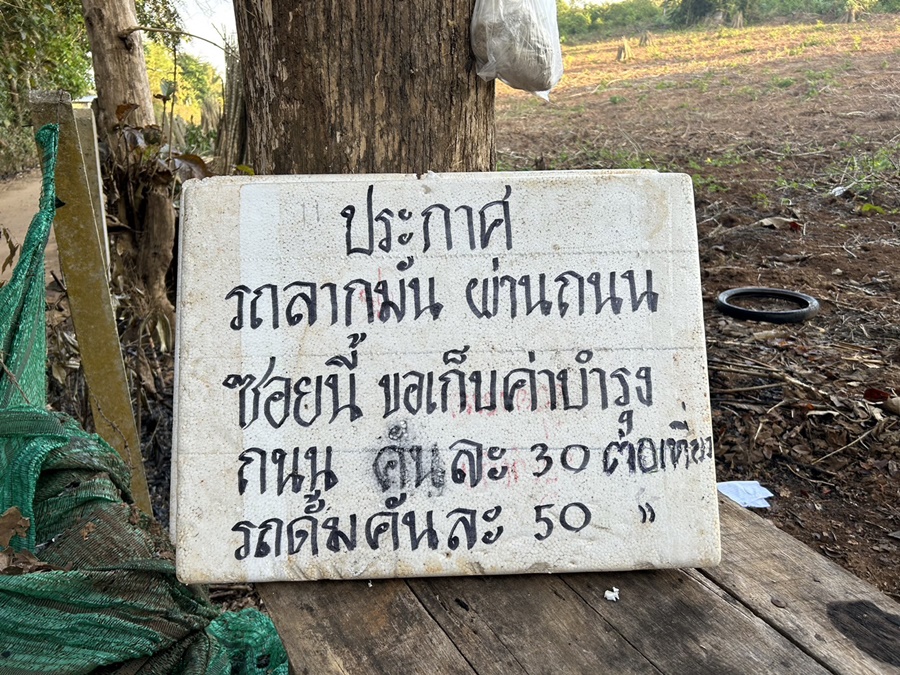 ประกาศ
รถลากมัน ผ่านถนน
ซอยนี้ ขอเก็บค่าบำรุง
ถนน คันละ 30 ต่อเที่ยว
รถดั้มคันละ 50 "